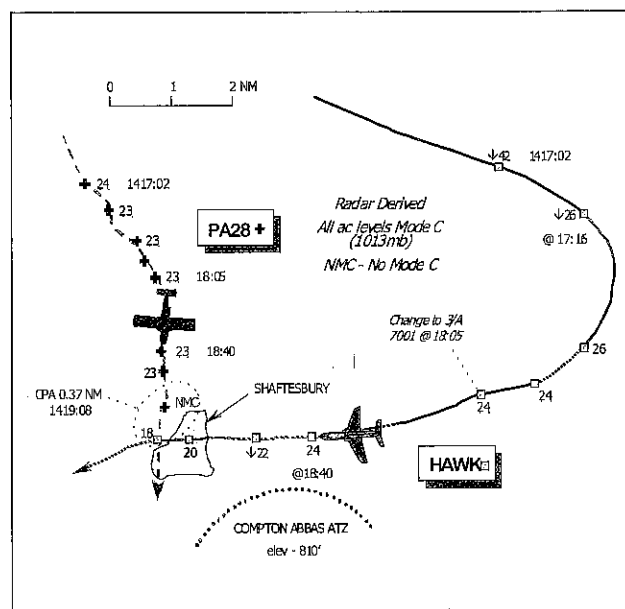 0 1 2 NM
↓42 1417:02
24 1417:02
23
Radar Derived
All ac levels Mode C
(1013mb)
NMC - No Mode C
↓26
@ 17:16
PA28
23
23 18:05
Change to 3/A
7001 @ 18:05
23 18:40
26
23
SHAFTESBURY
CPA 0.37 NM
1419:08
NMC
24
24
18
20
↓22
24
@18:40
HAWK
COMPTON ABBAS ATZ
elev - 810'